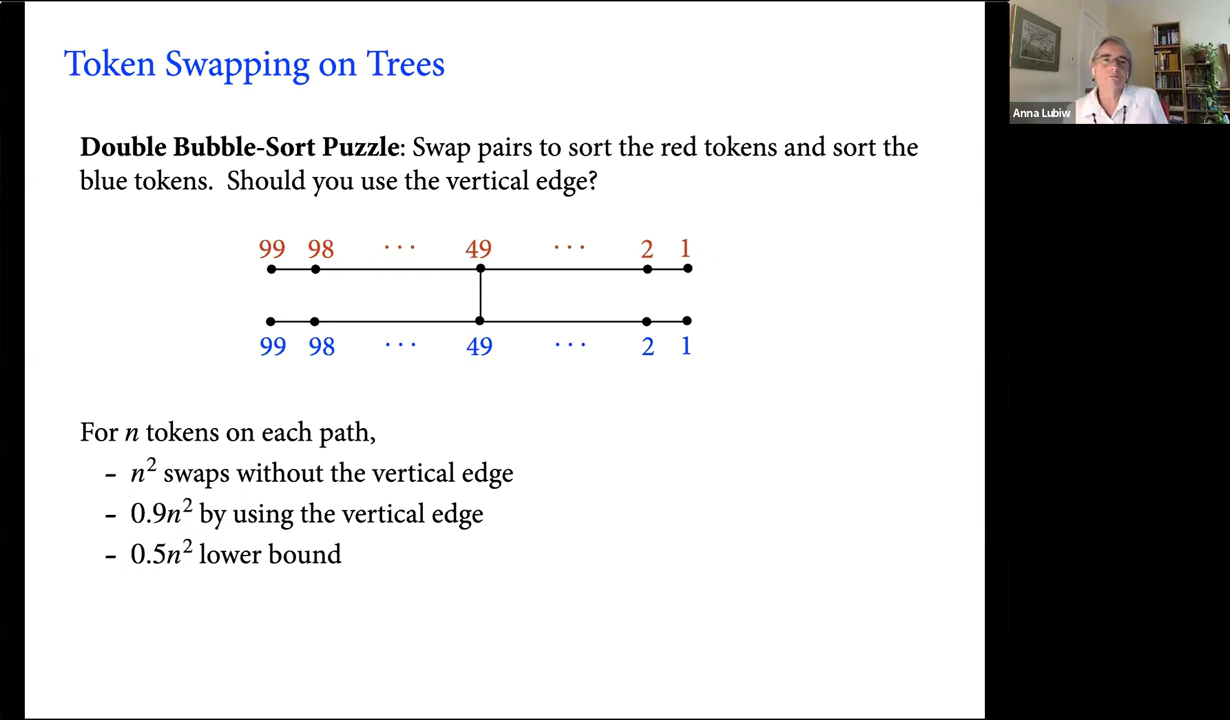 Token Swapping on Trees
Anna Lubiw
Double Bubble-Sort Puzzle: Swap pairs to sort the red tokens and sort the
blue tokens. Should you use the vertical edge?
99 98 ··· 49 ··· 2 1
99 98 ··· 49 ··· 2 1
For n tokens on each path,
- n² swaps without the vertical edge
- 0.9n² by using the vertical edge
- 0.5n² lower bound